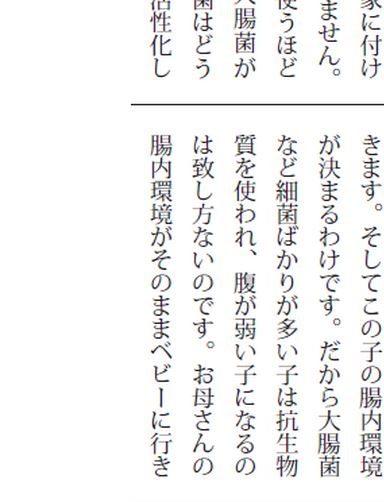 家に付け
ません。
使うほど
大腸菌が
菌はどう
活性化し
きます。そしてこの子の腸内環境
が決まるわけです。だから大腸菌
など細菌ばかりが多い子は抗生物
質を使われ、腹が弱い子になるの
は致し方ないのです。お母さんの
腸内環境がそのままベビーに行き